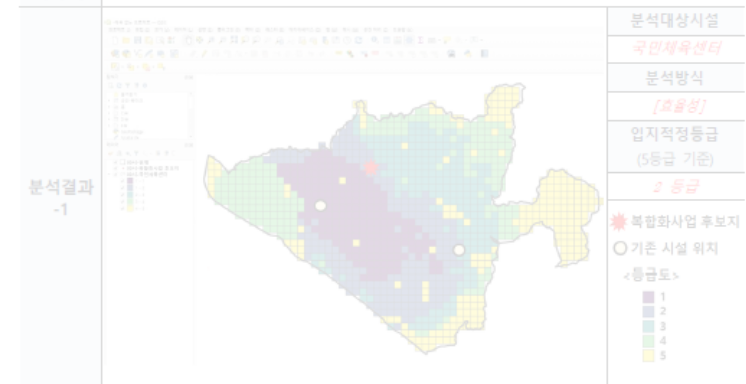 분석결과
-1
분석대상시설
국민체육센터
분석방식
[효율성]
입지적정등급
(5등급 기준)
2 등급
복합화사업 후보지
기존 시설 위치
<등급도>
1
2
3
4
5